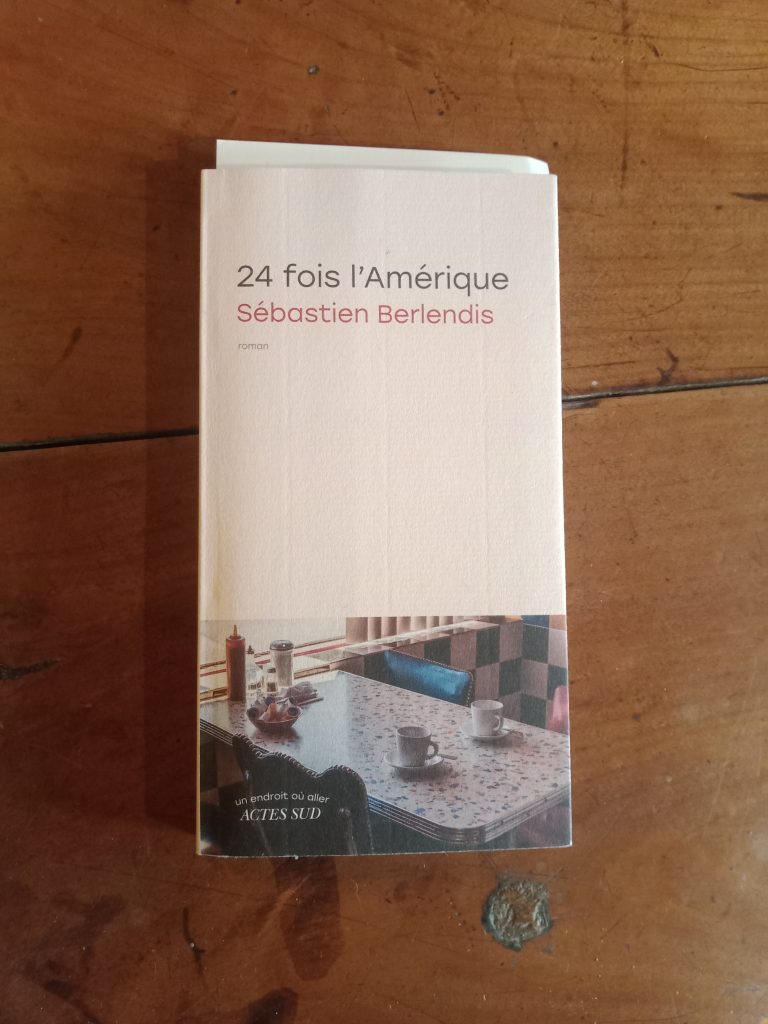 24 fois l'Amérique
Sébastien Berlendis
roman
un endroit où aller
ACTES SUD